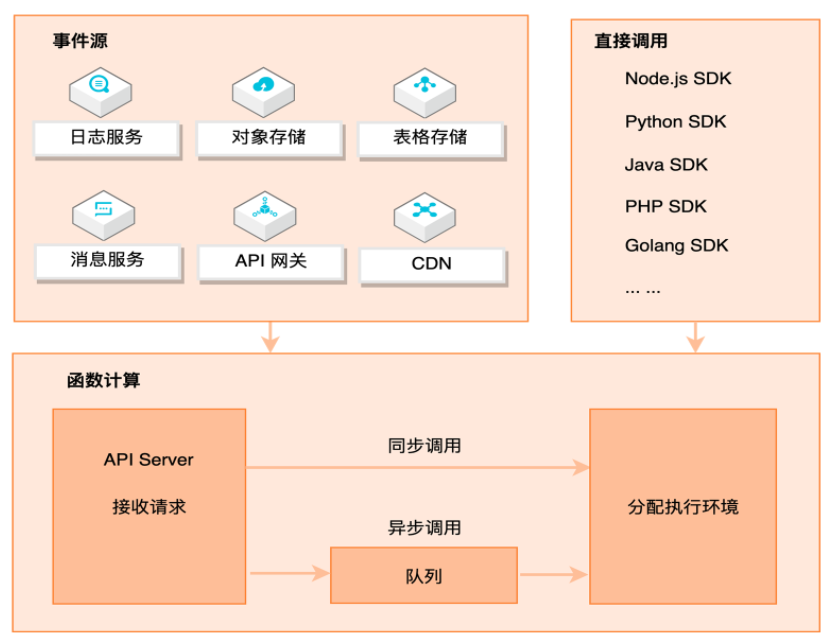 事件源
日志服务
对象存储
表格存储
消息服务
API 网关
CDN
直接调用
Node.js SDK
Python SDK
Java SDK
PHP SDK
Golang SDK
... ...
函数计算
API Server
接收请求
同步调用
异步调用
队列
分配执行环境